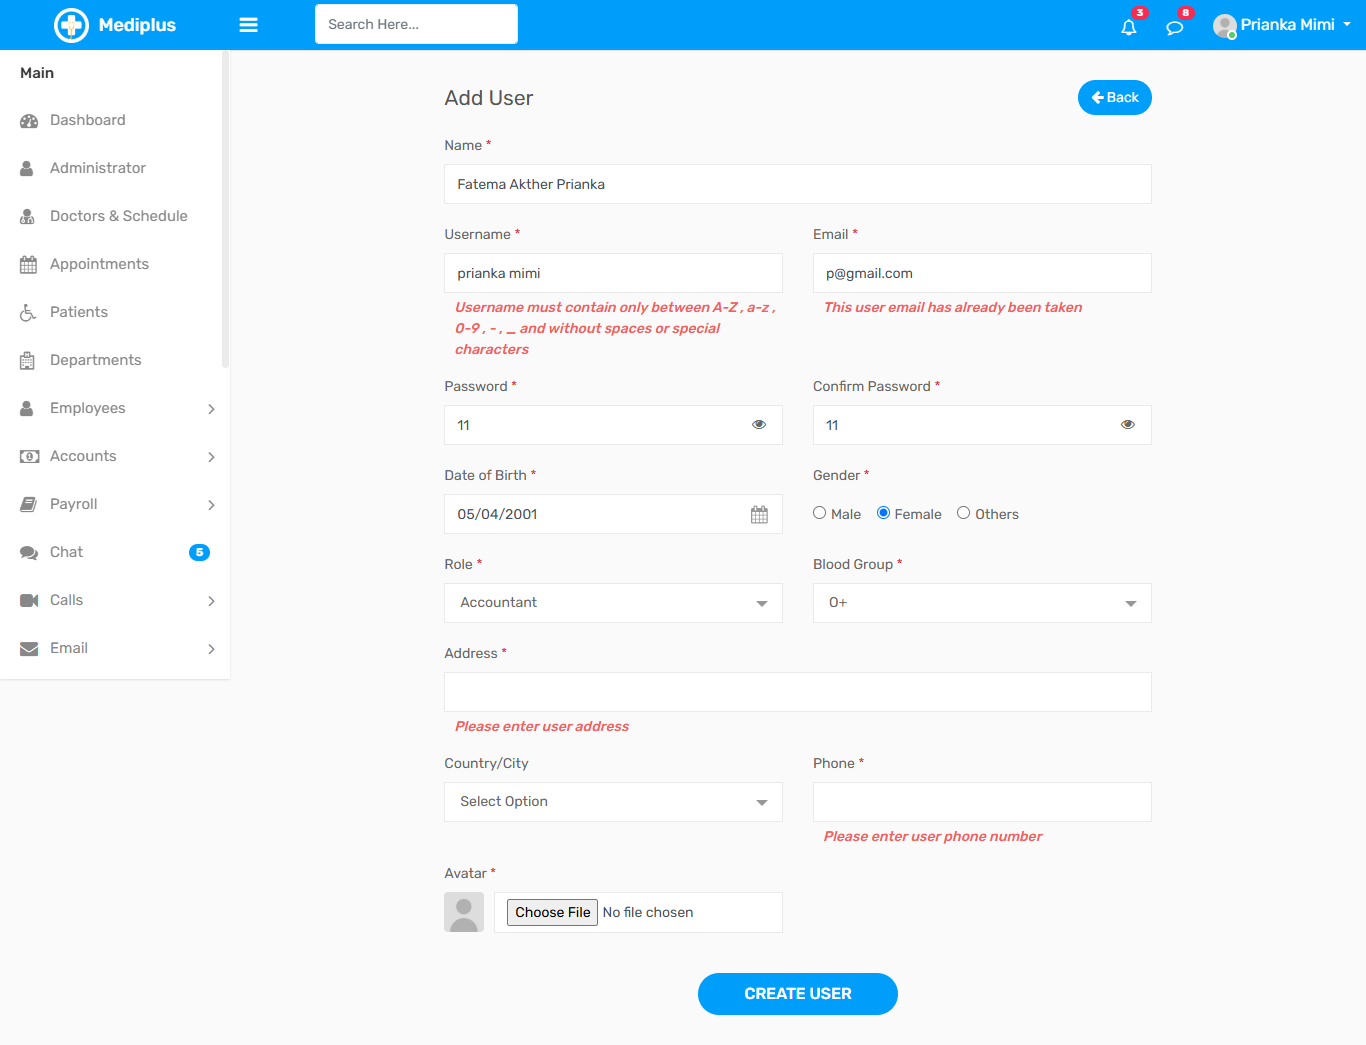 Mediplus
Search Here...
3
8
Prianka Mimi
Main
Dashboard
Administrator
Doctors & Schedule
Appointments
Patients
Departments
Employees
Accounts
Payroll
Chat
5
Calls
Email
Add User
Back
Name *
Fatema Akther Prianka
Username *
Email *
prianka mimi
p@gmail.com
Username must contain only between A-Z , a-z ,
0-9 , - , _ and without spaces or special
characters
This user email has already been taken
Password *
Confirm Password *
11
11
Date of Birth *
Gender *
05/04/2001
Male
Female
Others
Role *
Blood Group *
Accountant
O+
Address *
Please enter user address
Country/City
Phone *
Select Option
Please enter user phone number
Avatar *
Choose File
No file chosen
CREATE USER